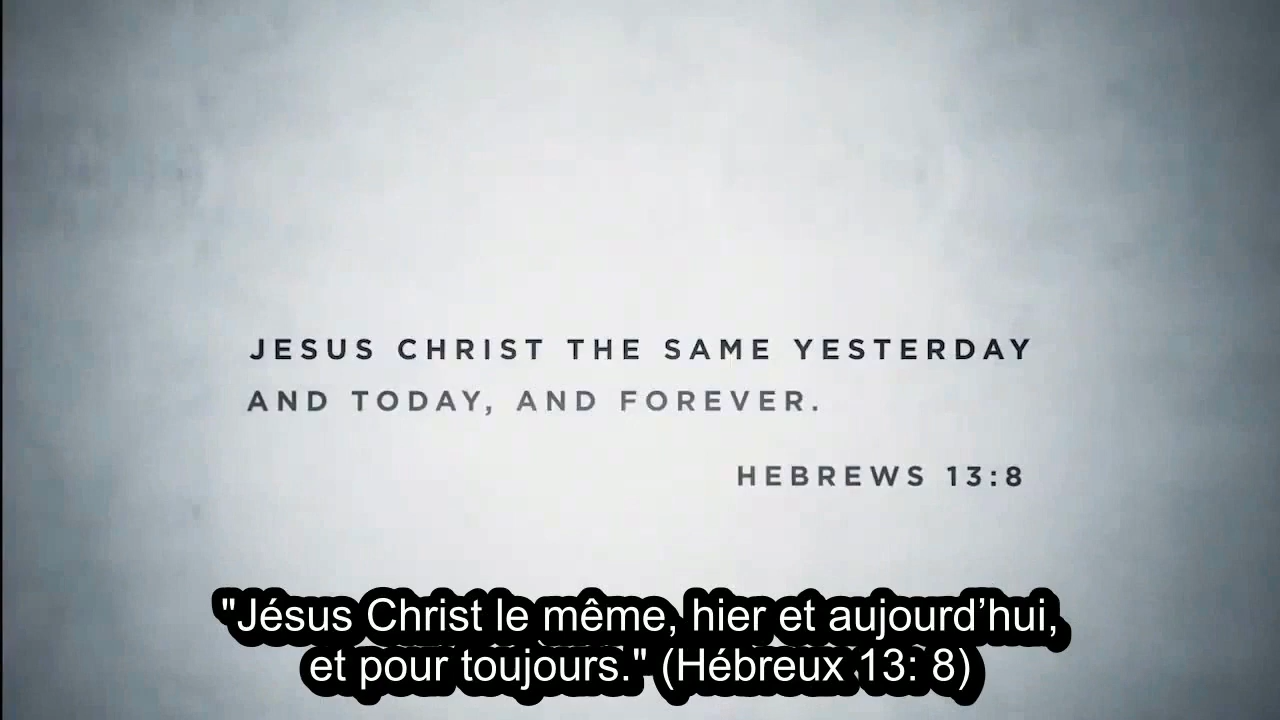 JESUS CHRIST THE SAME YESTERDAY
AND TODAY, AND FOREVER.
HEBREWS 13:8
"Jésus Christ le même, hier et aujourd’hui,
et pour toujours." (Hébreux 13: 8)